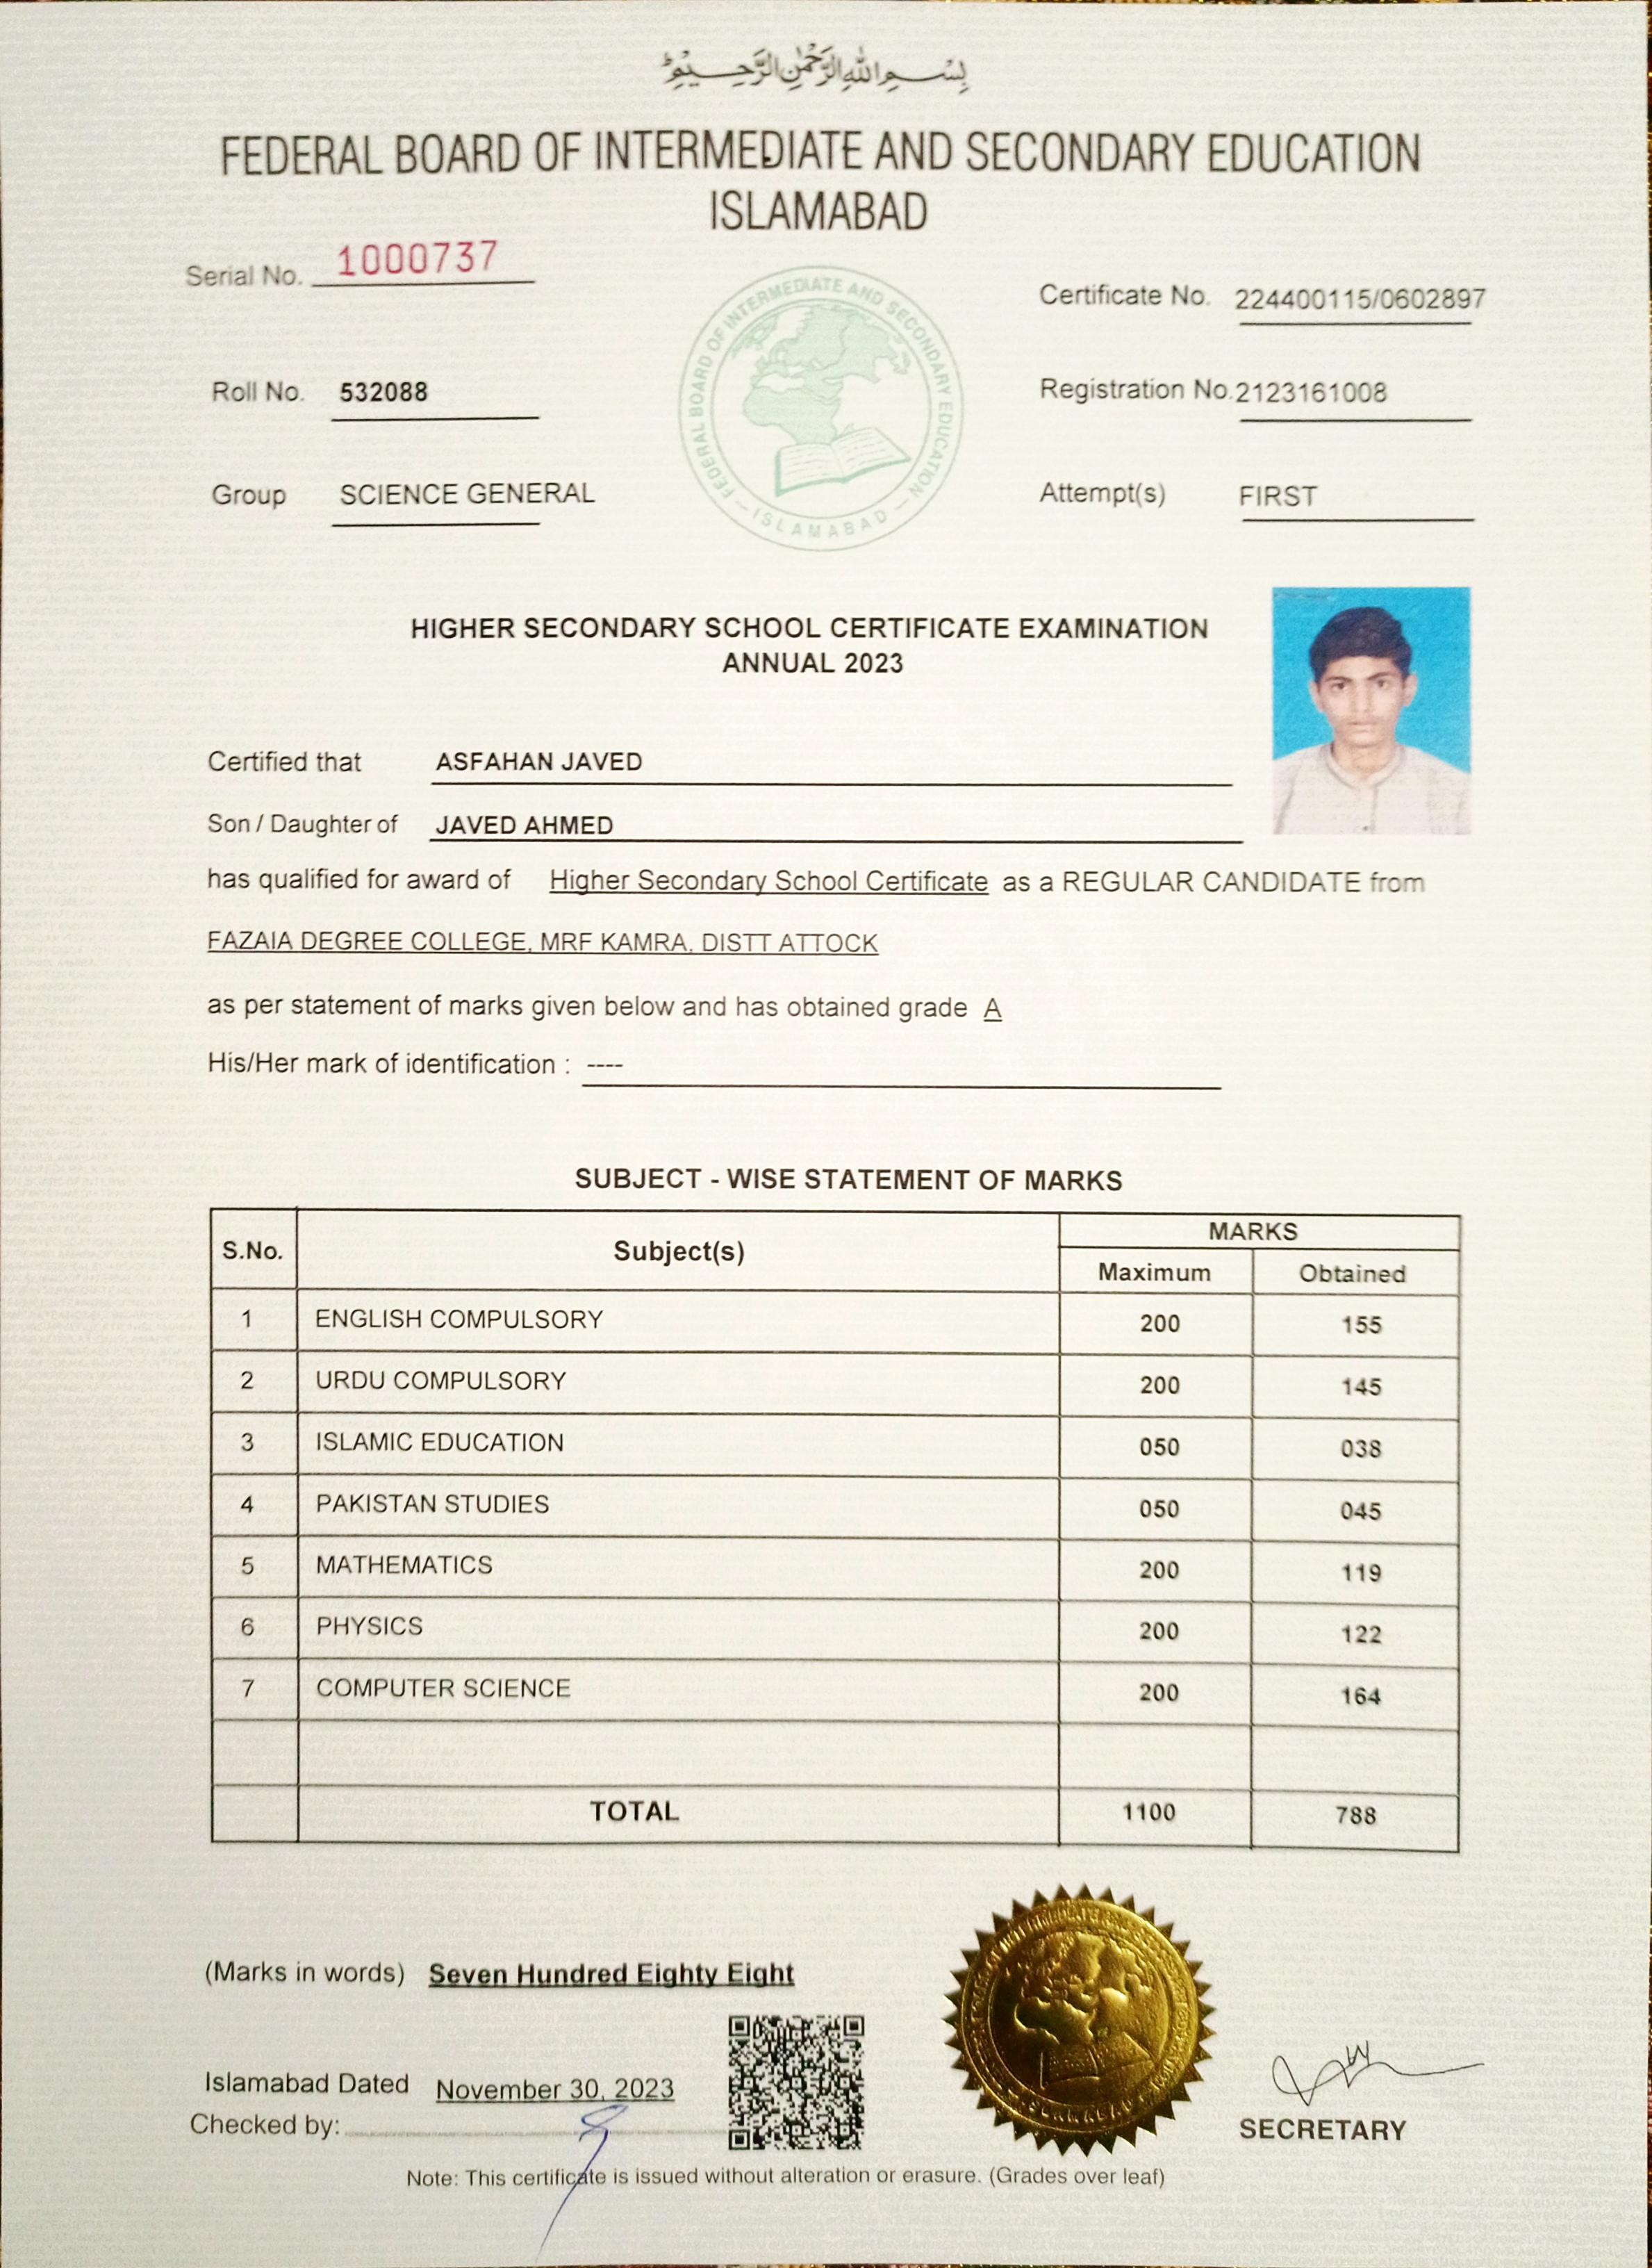 بِسْمِ اللهِ الرَّحْمٰنِ الرَّحِيْمِ
FEDERAL BOARD OF INTERMEDIATE AND SECONDARY EDUCATION
ISLAMABAD
Serial No. 1000737
Certificate No. 224400115/0602897
FEDERAL BOARD OF INTERMEDIATE AND SECONDARY EDUCATION
— ISLAMABAD —
Roll No. 532088
Registration No. 2123161008
Group SCIENCE GENERAL
Attempt(s) FIRST
HIGHER SECONDARY SCHOOL CERTIFICATE EXAMINATION
ANNUAL 2023
Certified that ASFAHAN JAVED
Son / Daughter of JAVED AHMED
has qualified for award of Higher Secondary School Certificate as a REGULAR CANDIDATE from
FAZAIA DEGREE COLLEGE, MRF KAMRA, DISTT ATTOCK
as per statement of marks given below and has obtained grade A
His/Her mark of identification : ----
SUBJECT - WISE STATEMENT OF MARKS
S.No. Subject(s) MARKS
Maximum Obtained
1 ENGLISH COMPULSORY 200 155
2 URDU COMPULSORY 200 145
3 ISLAMIC EDUCATION 050 038
4 PAKISTAN STUDIES 050 045
5 MATHEMATICS 200 119
6 PHYSICS 200 122
7 COMPUTER SCIENCE 200 164
TOTAL 1100 788
(Marks in words) Seven Hundred Eighty Eight
Islamabad Dated November 30, 2023
Checked by:
SECRETARY
Note: This certificate is issued without alteration or erasure. (Grades over leaf)